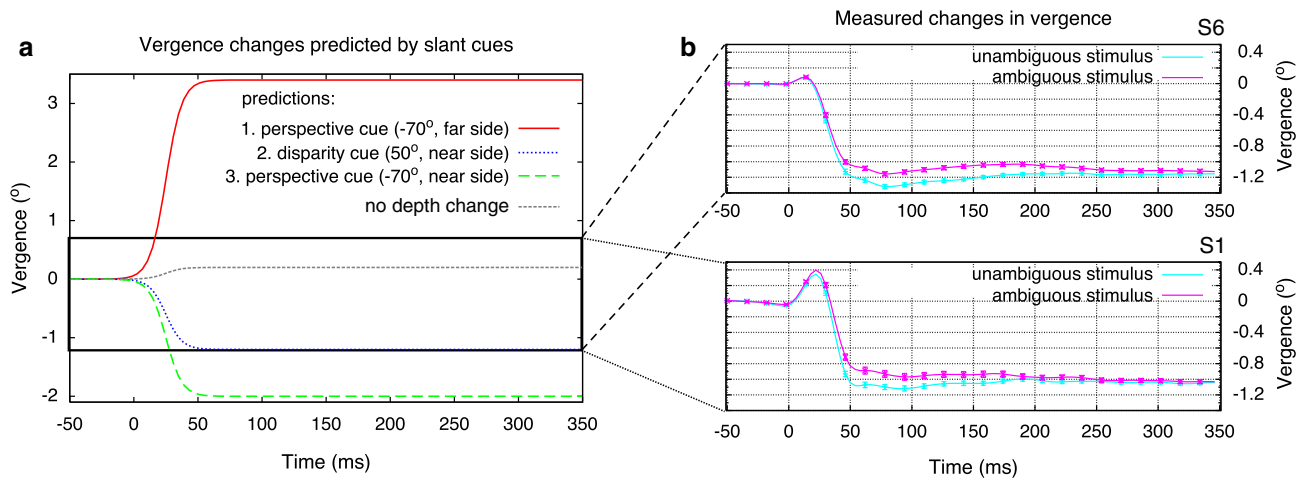 a
Vergence changes predicted by slant cues
predictions:
1. perspective cue (-70°, far side)
2. disparity cue (50°, near side)
3. perspective cue (-70°, near side)
no depth change
Vergence (°)
3
2
1
0
-1
-2
-50 0 50 100 150 200 250 300 350
Time (ms)
b
Measured changes in vergence
S6
unambiguous stimulus
ambiguous stimulus
0.4
0
-0.4
-0.8
-1.2
Vergence (°)
-50 0 50 100 150 200 250 300 350
S1
unambiguous stimulus
ambiguous stimulus
0.4
0
-0.4
-0.8
-1.2
Vergence (°)
-50 0 50 100 150 200 250 300 350
Time (ms)